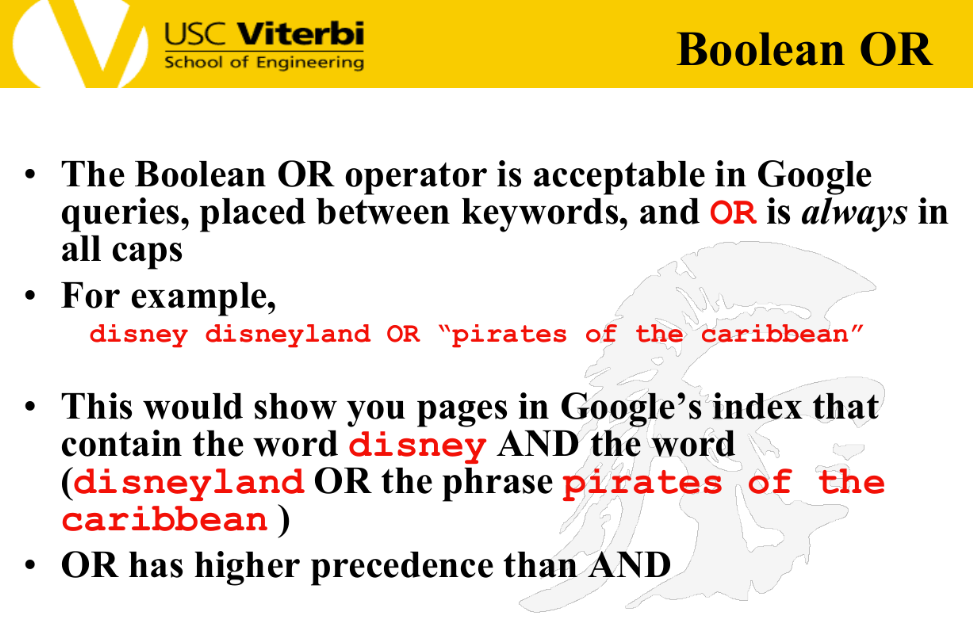 USC Viterbi
School of Engineering
Boolean OR
• The Boolean OR operator is acceptable in Google
queries, placed between keywords, and OR is always in
all caps
• For example,
disney disneyland OR “pirates of the caribbean”
• This would show you pages in Google’s index that
contain the word disney AND the word
(disneyland OR the phrase pirates of the
caribbean )
• OR has higher precedence than AND